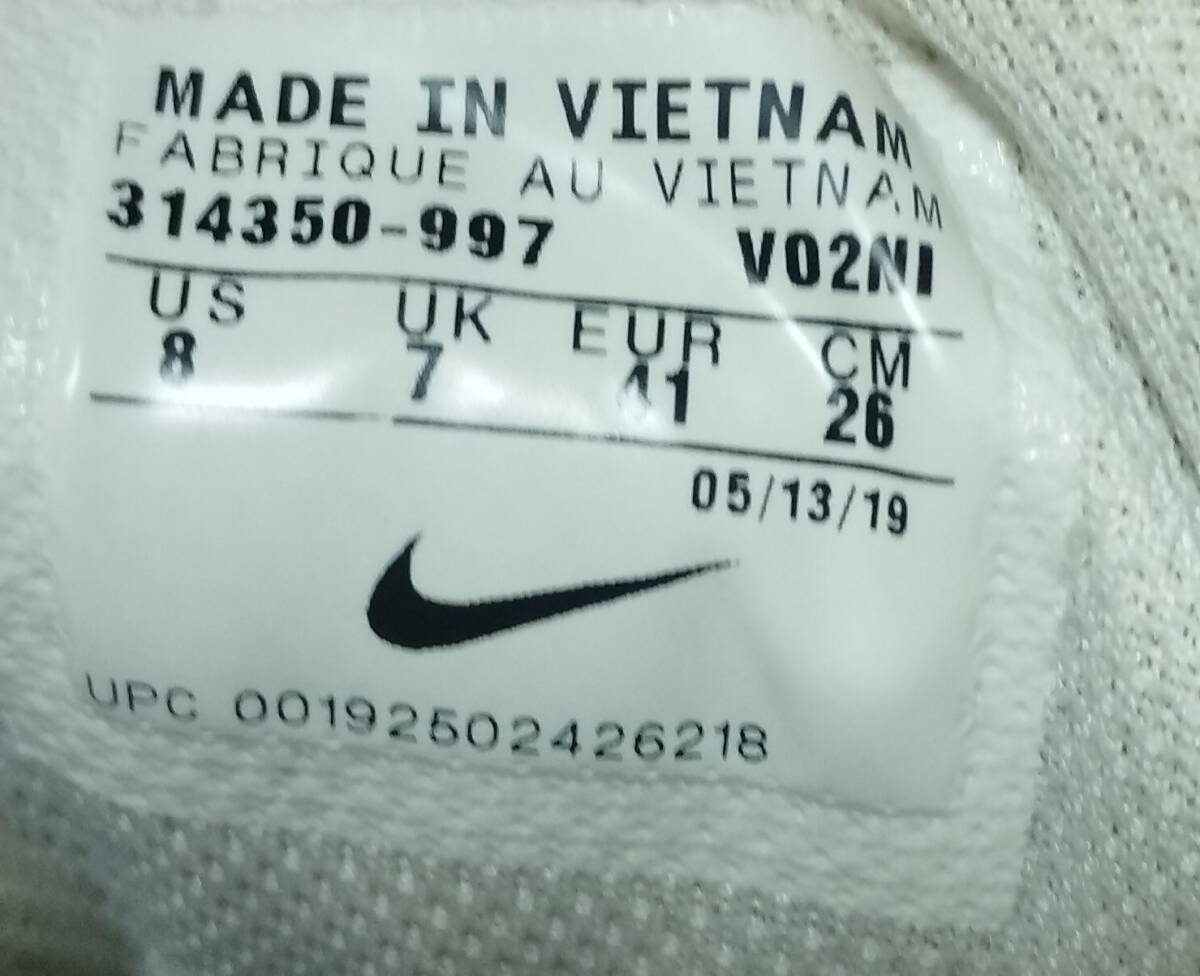 MADE IN VIETNAM
FABRIQUE AU VIETNAM
314350-997 V02NI
US UK EUR CM
8 7 41 26
05/13/19
UPC 00192502426218